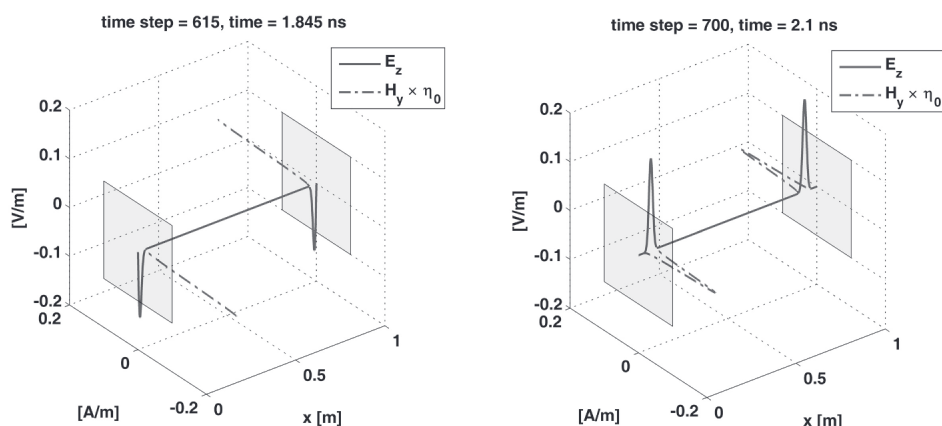 time step = 615, time = 1.845 ns
E_z
H_y × η_0
0.2
0.1
0
-0.1
-0.2
[V/m]
0.2
0
-0.2
[A/m]
0
0.5
1
x [m]
time step = 700, time = 2.1 ns
E_z
H_y × η_0
0.2
0.1
0
-0.1
-0.2
[V/m]
0.2
0
-0.2
[A/m]
0
0.5
1
x [m]